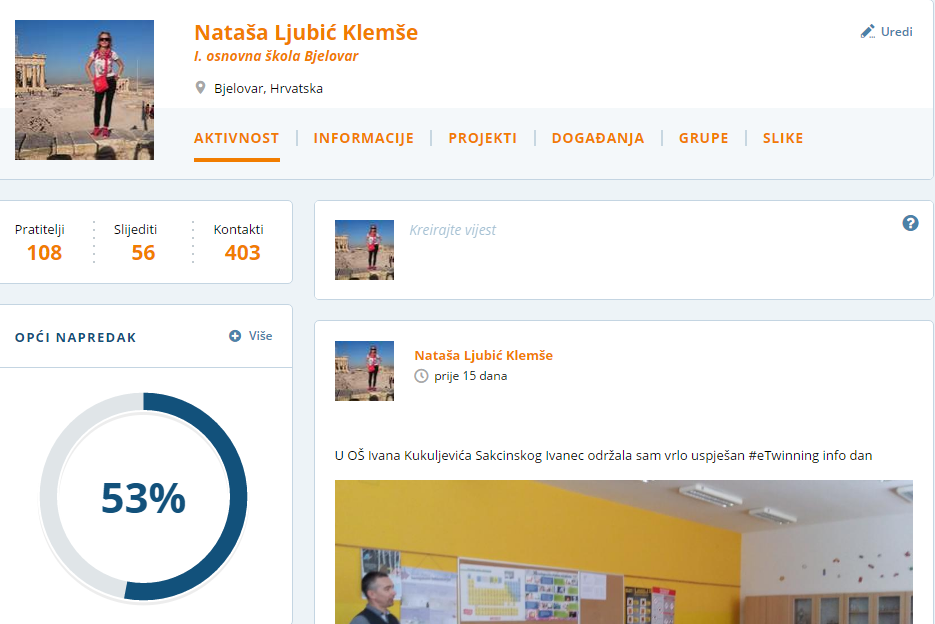 Nataša Ljubić Klemše
I. osnovna škola Bjelovar
Bjelovar, Hrvatska
Uredi
AKTIVNOST
INFORMACIJE
PROJEKTI
DOGAĐANJA
GRUPE
SLIKE
Pratitelji
108
Slijediti
56
Kontakti
403
Kreirajte vijest
?
OPĆI NAPREDAK
Više
53%
Nataša Ljubić Klemše
prije 15 dana
U OŠ Ivana Kukuljevića Sakcinskog Ivanec održala sam vrlo uspješan #eTwinning info dan